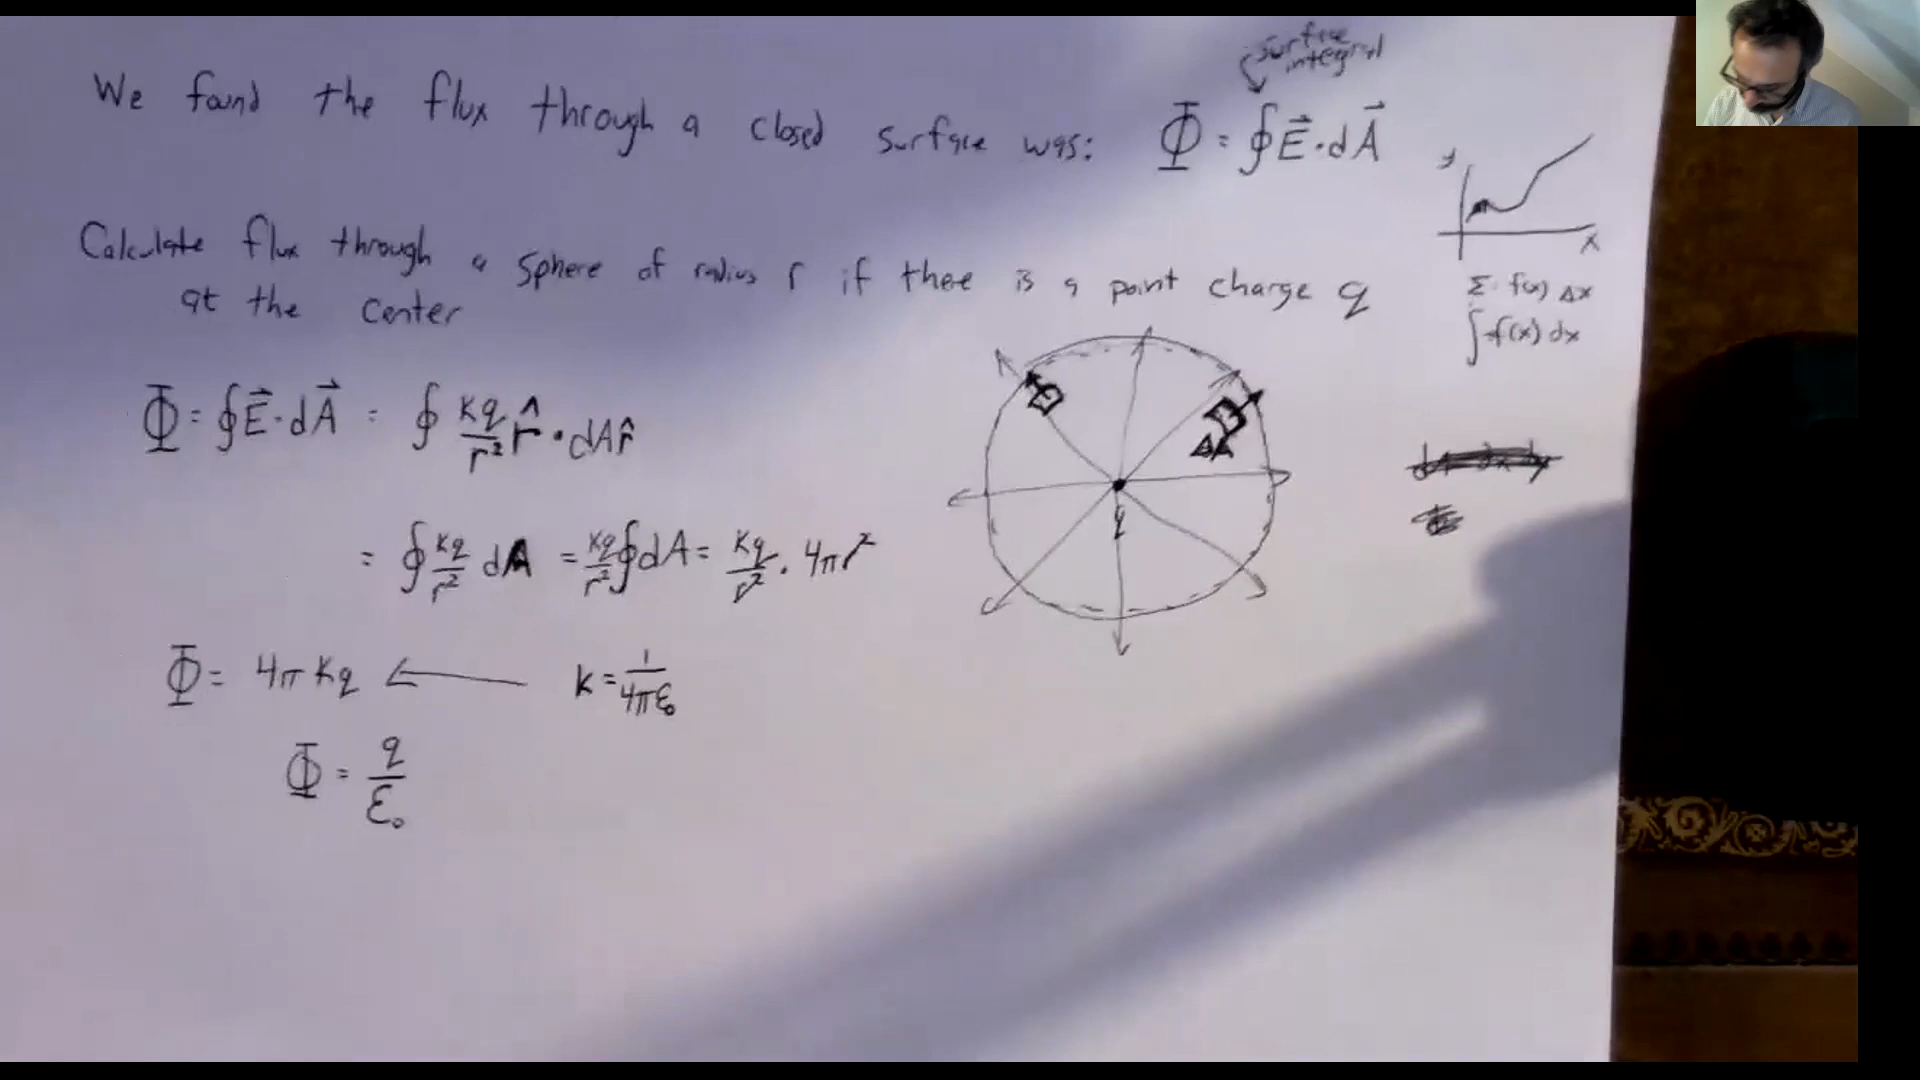 surface
integral
We found the flux through a closed surface was: Φ = ∮E⃗·dA⃗
y
x
Calculate flux through a sphere of radius r if there is a point charge q
at the center
Σ f(x) Δx
∫f(x) dx
Φ = ∮E⃗·dA⃗ = ∮ kq/r² r̂ · dA r̂
ΔA
q
= ∮ kq/r² dA = kq/r² ∮dA = kq/r² · 4πr²
Φ = 4πkq ← k = 1/4πε₀
Φ = q/ε₀